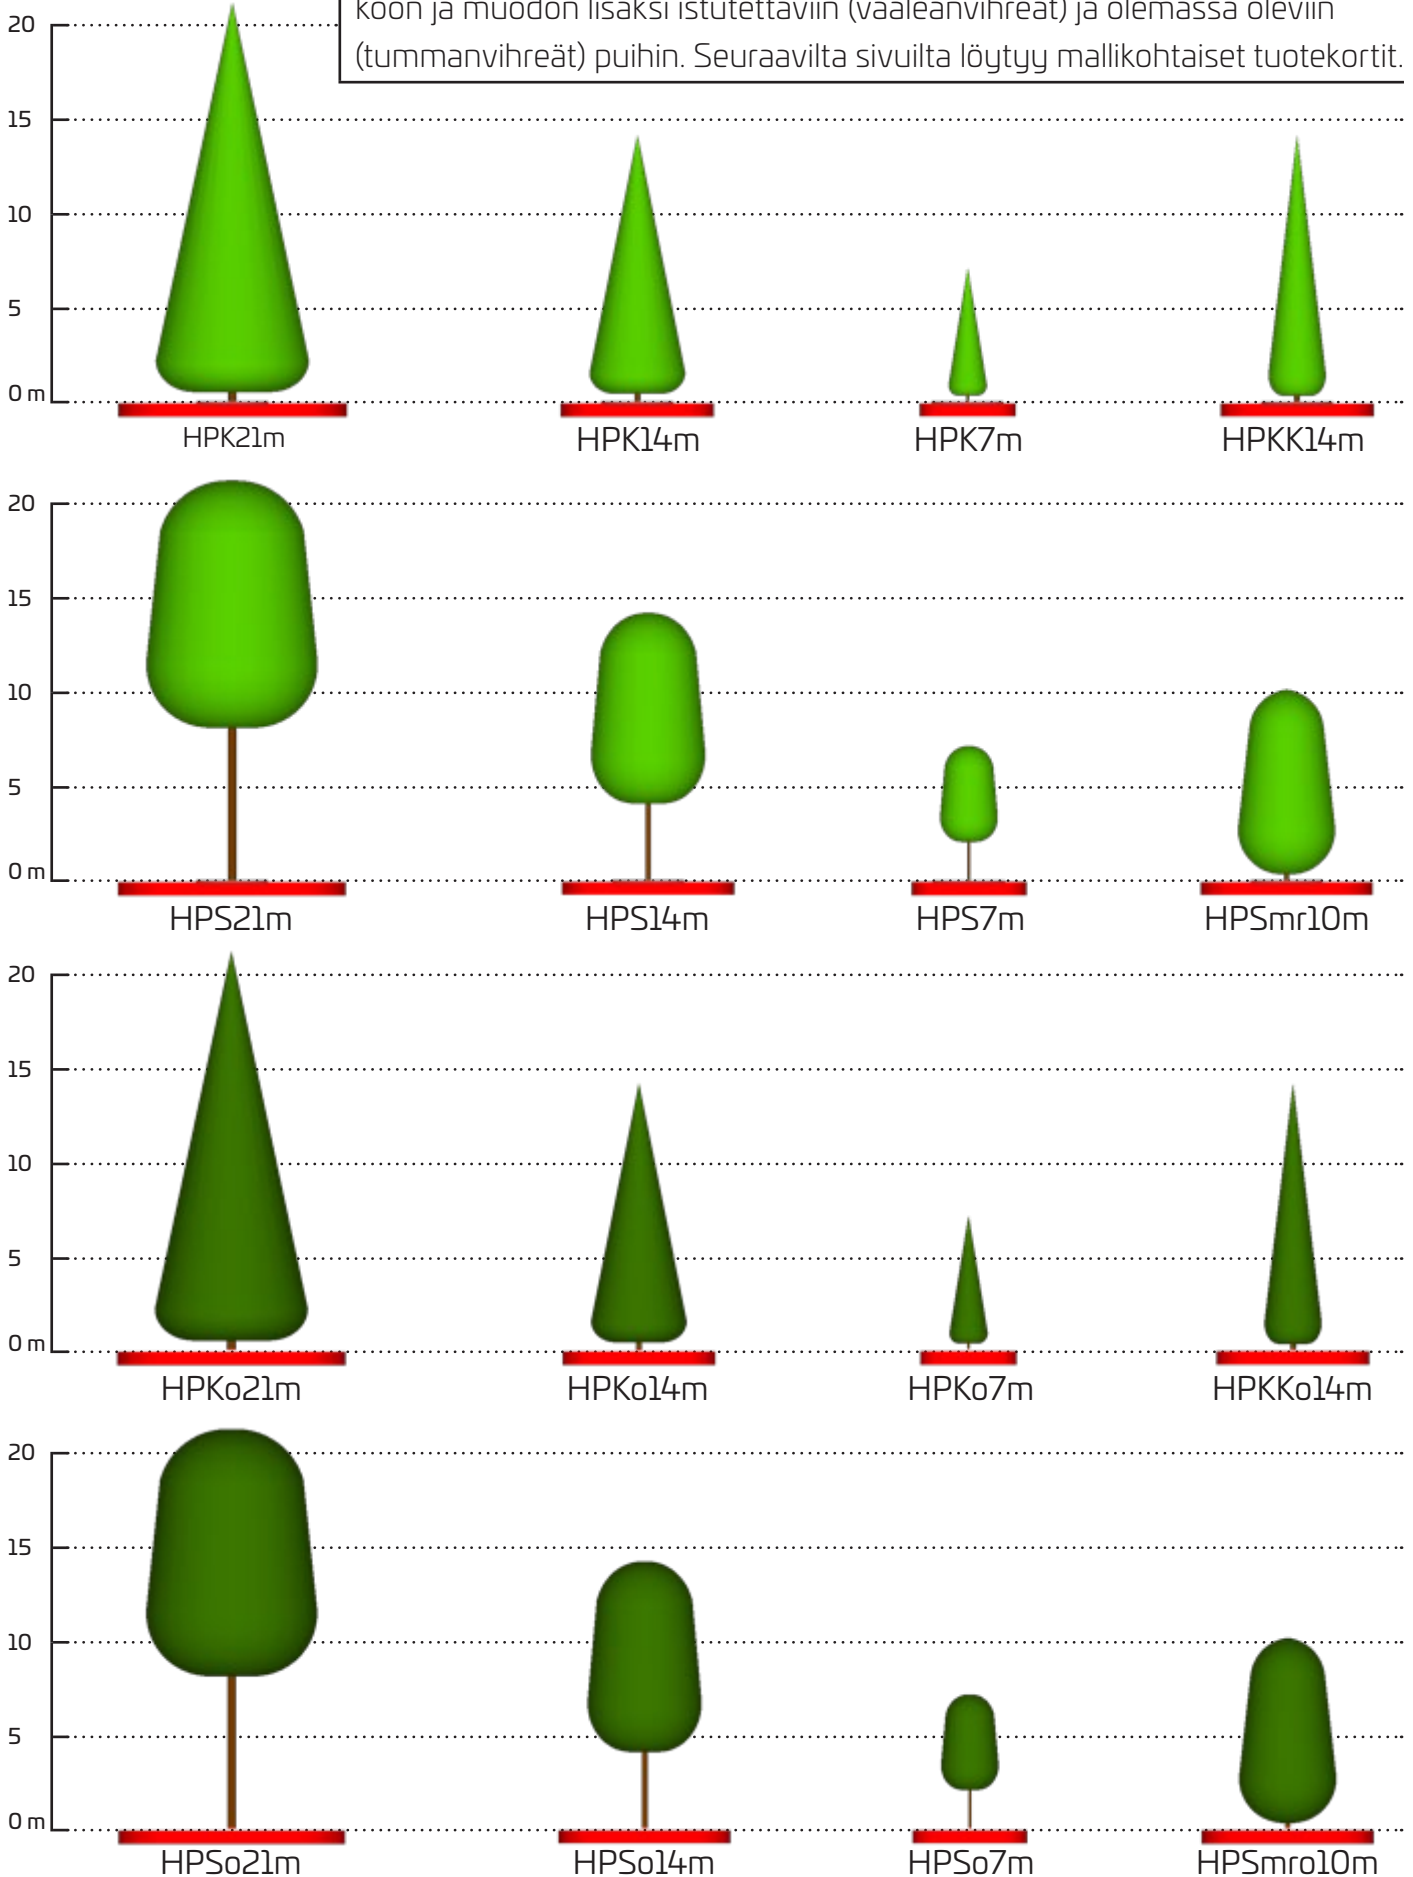 koon ja muodon lisäksi istutettaviin (vaaleanvihreät) ja olemassa oleviin
(tummanvihreät) puihin. Seuraavilta sivuilta löytyy mallikohtaiset tuotekortit.
20
15
10
5
0 m
HPK21m HPK14m HPK7m HPKK14m
20
15
10
5
0 m
HPS21m HPS14m HPS7m HPSmr10m
20
15
10
5
0 m
HPKo21m HPKo14m HPKo7m HPKKo14m
20
15
10
5
0 m
HPSo21m HPSo14m HPSo7m HPSmro10m